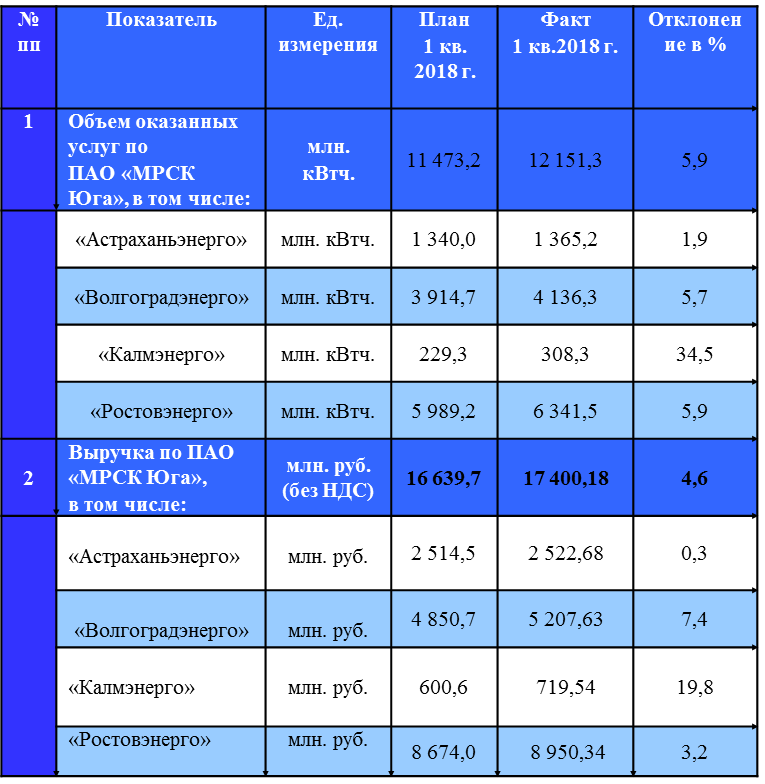 № пп Показатель Ед. измерения План 1 кв. 2018 г. Факт 1 кв.2018 г. Отклонен ие в %
1 Объем оказанных услуг по ПАО «МРСК Юга», в том числе: млн. кВтч. 11 473,2 12 151,3 5,9
«Астраханьэнерго» млн. кВтч. 1 340,0 1 365,2 1,9
«Волгоградэнерго» млн. кВтч. 3 914,7 4 136,3 5,7
«Калмэнерго» млн. кВтч. 229,3 308,3 34,5
«Ростовэнерго» млн. кВтч. 5 989,2 6 341,5 5,9
2 Выручка по ПАО «МРСК Юга», в том числе: млн. руб. (без НДС) 16 639,7 17 400,18 4,6
«Астраханьэнерго» млн. руб. 2 514,5 2 522,68 0,3
«Волгоградэнерго» млн. руб. 4 850,7 5 207,63 7,4
«Калмэнерго» млн. руб. 600,6 719,54 19,8
«Ростовэнерго» млн. руб. 8 674,0 8 950,34 3,2